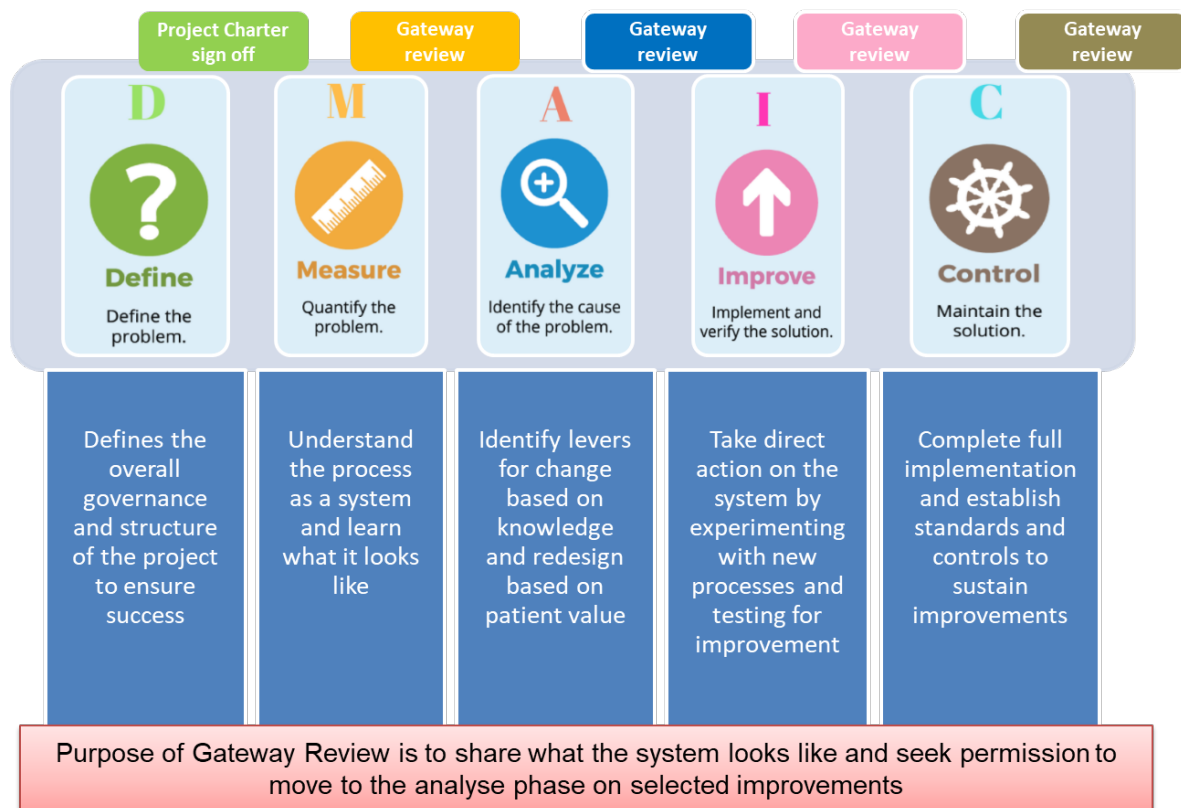 Project Charter
sign off
Gateway
review
Gateway
review
Gateway
review
Gateway
review
D
M
A
I
C
?
Define
Define the
problem.
Measure
Quantify the
problem.
Analyze
Identify the cause
of the problem.
Improve
Implement and
verify the solution.
Control
Maintain the
solution.
Defines the
overall
governance
and structure
of the project
to ensure
success
Understand
the process
as a system
and learn
what it looks
like
Identify levers
for change
based on
knowledge
and redesign
based on
patient value
Take direct
action on the
system by
experimenting
with new
processes and
testing for
improvement
Complete full
implementation
and establish
standards and
controls to
sustain
improvements
Purpose of Gateway Review is to share what the system looks like and seek permission to
move to the analyse phase on selected improvements